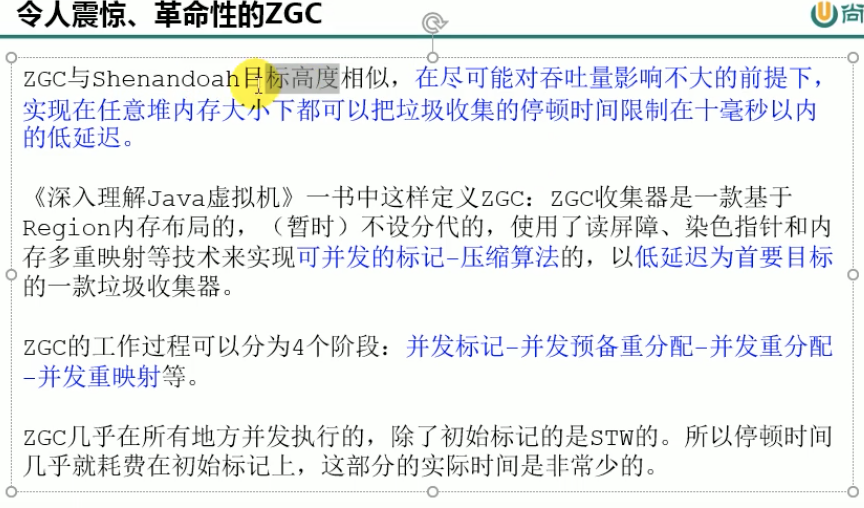 令人震惊、革命性的ZGC
尚
ZGC与Shenandoah目标高度相似，在尽可能对吞吐量影响不大的前提下，
实现在任意堆内存大小下都可以把垃圾收集的停顿时间限制在十毫秒以内
的低延迟。
《深入理解Java虚拟机》一书中这样定义ZGC：ZGC收集器是一款基于
Region内存布局的，（暂时）不设分代的，使用了读屏障、染色指针和内
存多重映射等技术来实现可并发的标记-压缩算法的，以低延迟为首要目标
的一款垃圾收集器。
ZGC的工作过程可以分为4个阶段：并发标记-并发预备重分配-并发重分配
-并发重映射等。
ZGC几乎在所有地方并发执行的，除了初始标记的是STW的。所以停顿时间
几乎就耗费在初始标记上，这部分的实际时间是非常少的。